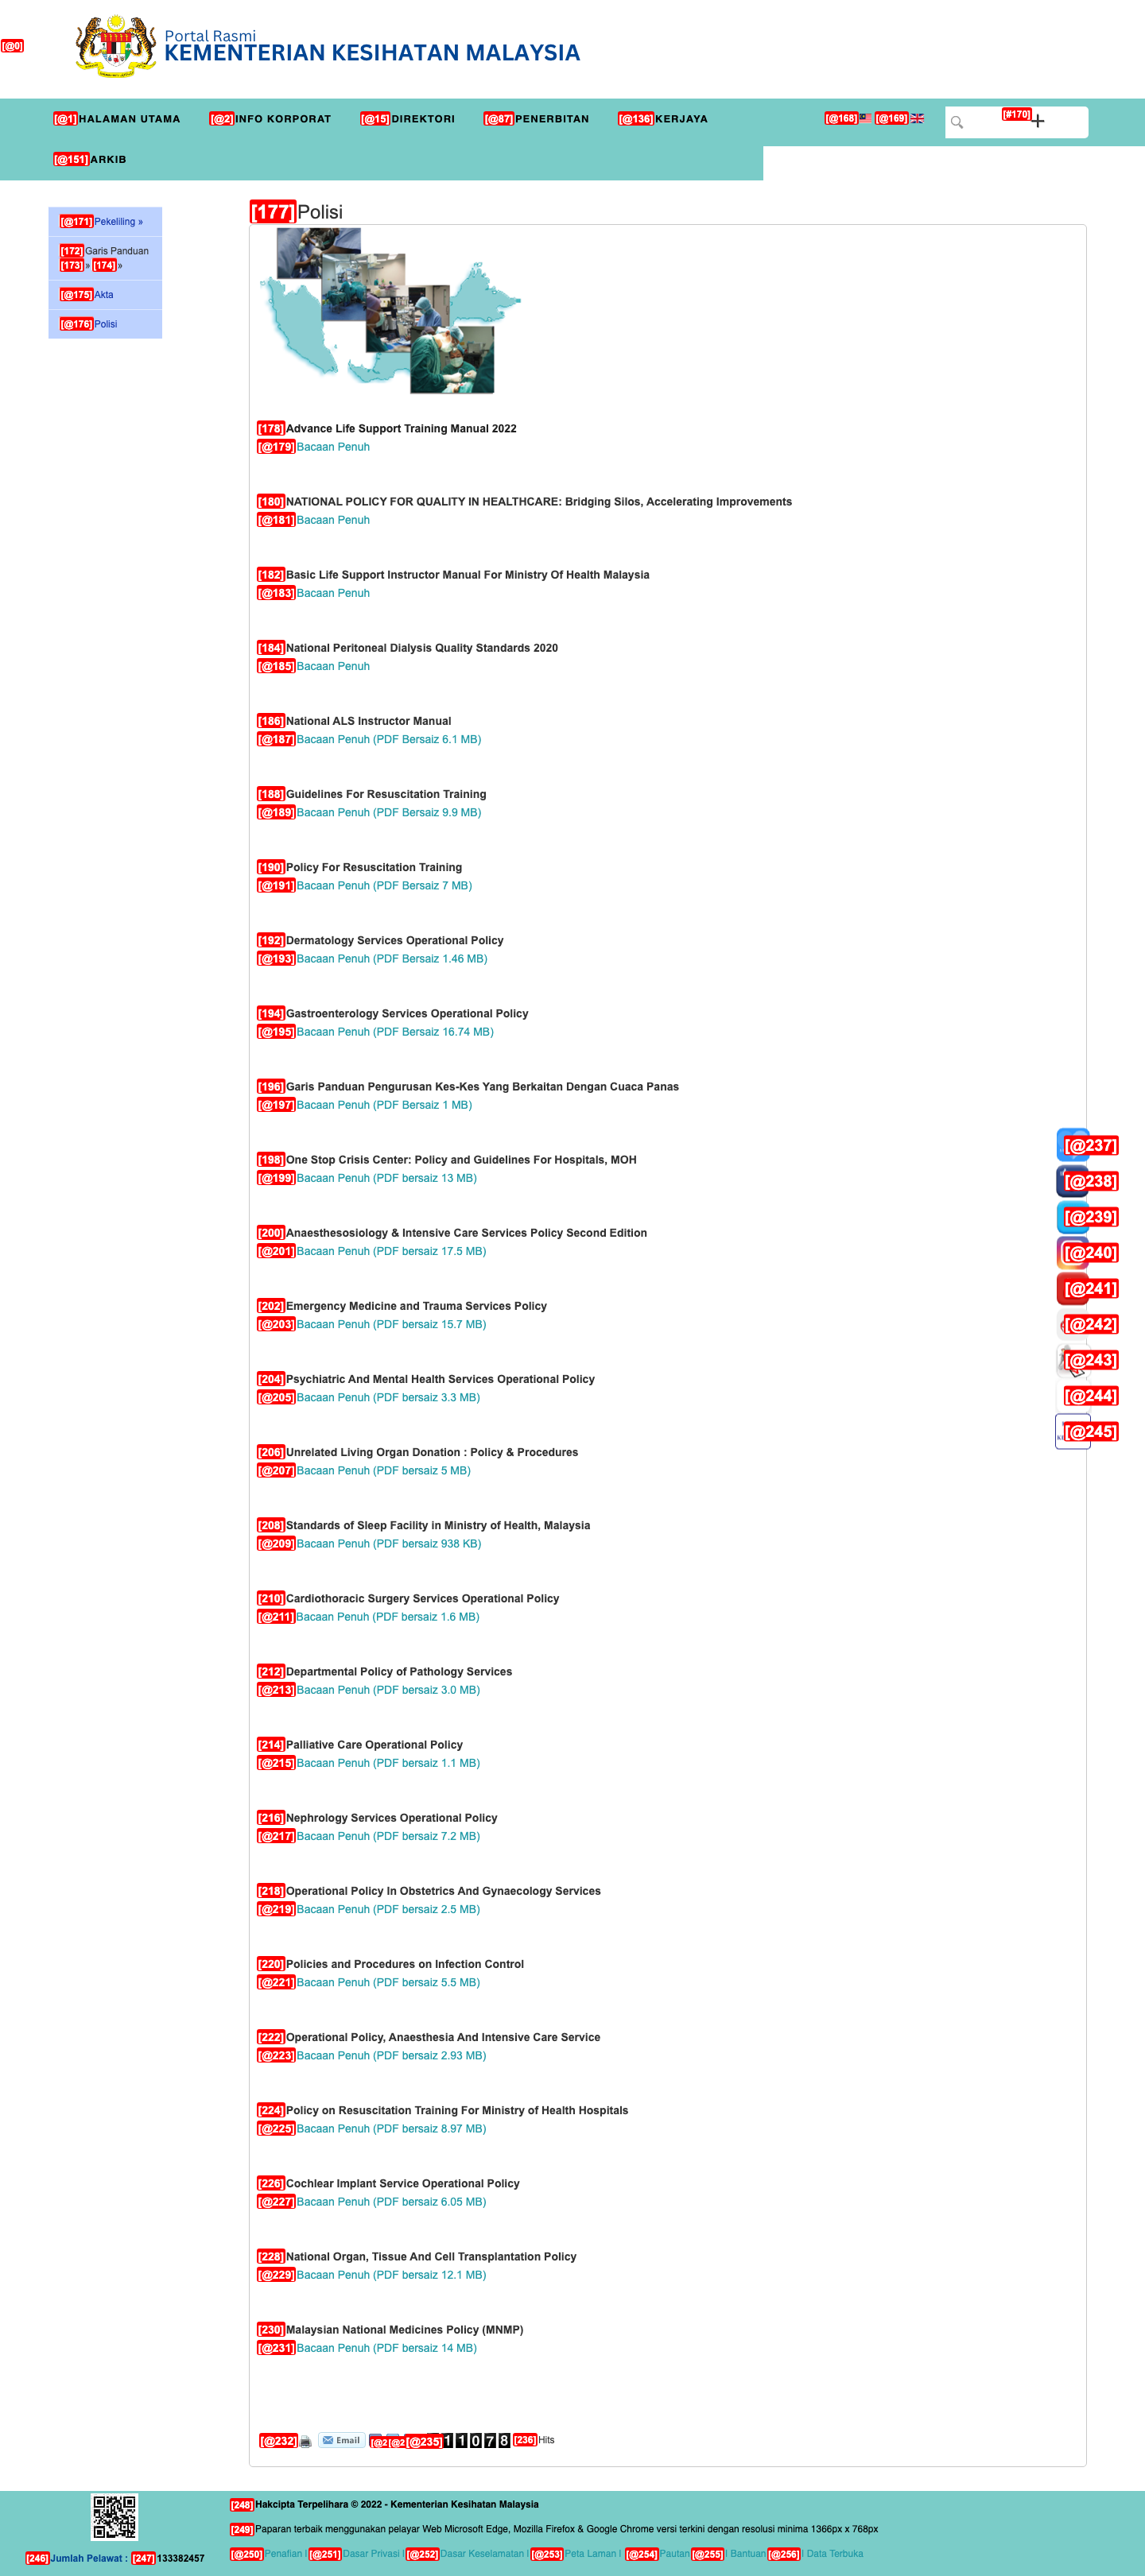 [@0]
Portal Rasmi
KEMENTERIAN KESIHATAN MALAYSIA
[@1]HALAMAN UTAMA [@2]INFO KORPORAT [@15]DIREKTORI [@87]PENERBITAN [@136]KERJAYA [@168] [@169] [#170]
[@151]ARKIB
[@171]Pekeliling »
[172]Garis Panduan
[173]» [174]»
[@175]Akta
[@176]Polisi
[177]Polisi
[178]Advance Life Support Training Manual 2022
[@179]Bacaan Penuh
[180]NATIONAL POLICY FOR QUALITY IN HEALTHCARE: Bridging Silos, Accelerating Improvements
[@181]Bacaan Penuh
[182]Basic Life Support Instructor Manual For Ministry Of Health Malaysia
[@183]Bacaan Penuh
[184]National Peritoneal Dialysis Quality Standards 2020
[@185]Bacaan Penuh
[186]National ALS Instructor Manual
[@187]Bacaan Penuh (PDF Bersaiz 6.1 MB)
[188]Guidelines For Resuscitation Training
[@189]Bacaan Penuh (PDF Bersaiz 9.9 MB)
[190]Policy For Resuscitation Training
[@191]Bacaan Penuh (PDF Bersaiz 7 MB)
[192]Dermatology Services Operational Policy
[@193]Bacaan Penuh (PDF Bersaiz 1.46 MB)
[194]Gastroenterology Services Operational Policy
[@195]Bacaan Penuh (PDF Bersaiz 16.74 MB)
[196]Garis Panduan Pengurusan Kes-Kes Yang Berkaitan Dengan Cuaca Panas
[@197]Bacaan Penuh (PDF Bersaiz 1 MB)
[198]One Stop Crisis Center: Policy and Guidelines For Hospitals, MOH
[@199]Bacaan Penuh (PDF bersaiz 13 MB)
[200]Anaesthesosiology & Intensive Care Services Policy Second Edition
[@201]Bacaan Penuh (PDF bersaiz 17.5 MB)
[202]Emergency Medicine and Trauma Services Policy
[@203]Bacaan Penuh (PDF bersaiz 15.7 MB)
[204]Psychiatric And Mental Health Services Operational Policy
[@205]Bacaan Penuh (PDF bersaiz 3.3 MB)
[206]Unrelated Living Organ Donation : Policy & Procedures
[@207]Bacaan Penuh (PDF bersaiz 5 MB)
[208]Standards of Sleep Facility in Ministry of Health, Malaysia
[@209]Bacaan Penuh (PDF bersaiz 938 KB)
[210]Cardiothoracic Surgery Services Operational Policy
[@211]Bacaan Penuh (PDF bersaiz 1.6 MB)
[212]Departmental Policy of Pathology Services
[@213]Bacaan Penuh (PDF bersaiz 3.0 MB)
[214]Palliative Care Operational Policy
[@215]Bacaan Penuh (PDF bersaiz 1.1 MB)
[216]Nephrology Services Operational Policy
[@217]Bacaan Penuh (PDF bersaiz 7.2 MB)
[218]Operational Policy In Obstetrics And Gynaecology Services
[@219]Bacaan Penuh (PDF bersaiz 2.5 MB)
[220]Policies and Procedures on Infection Control
[@221]Bacaan Penuh (PDF bersaiz 5.5 MB)
[222]Operational Policy, Anaesthesia And Intensive Care Service
[@223]Bacaan Penuh (PDF bersaiz 2.93 MB)
[224]Policy on Resuscitation Training For Ministry of Health Hospitals
[@225]Bacaan Penuh (PDF bersaiz 8.97 MB)
[226]Cochlear Implant Service Operational Policy
[@227]Bacaan Penuh (PDF bersaiz 6.05 MB)
[228]National Organ, Tissue And Cell Transplantation Policy
[@229]Bacaan Penuh (PDF bersaiz 12.1 MB)
[230]Malaysian National Medicines Policy (MNMP)
[@231]Bacaan Penuh (PDF bersaiz 14 MB)
[@232] Email [@2 [@2 [@235] 1 1 0 7 8 [236]Hits
[@237]
[@238]
[@239]
[@240]
[@241]
[@242]
[@243]
[@244]
[@245]
[246]Jumlah Pelawat : [247]133382457
[248]Hakcipta Terpelihara © 2022 - Kementerian Kesihatan Malaysia
[249]Paparan terbaik menggunakan pelayar Web Microsoft Edge, Mozilla Firefox & Google Chrome versi terkini dengan resolusi minima 1366px x 768px
[@250]Penafian | [@251]Dasar Privasi | [@252]Dasar Keselamatan | [@253]Peta Laman | [@254]Pautan [@255]| Bantuan [@256]| Data Terbuka